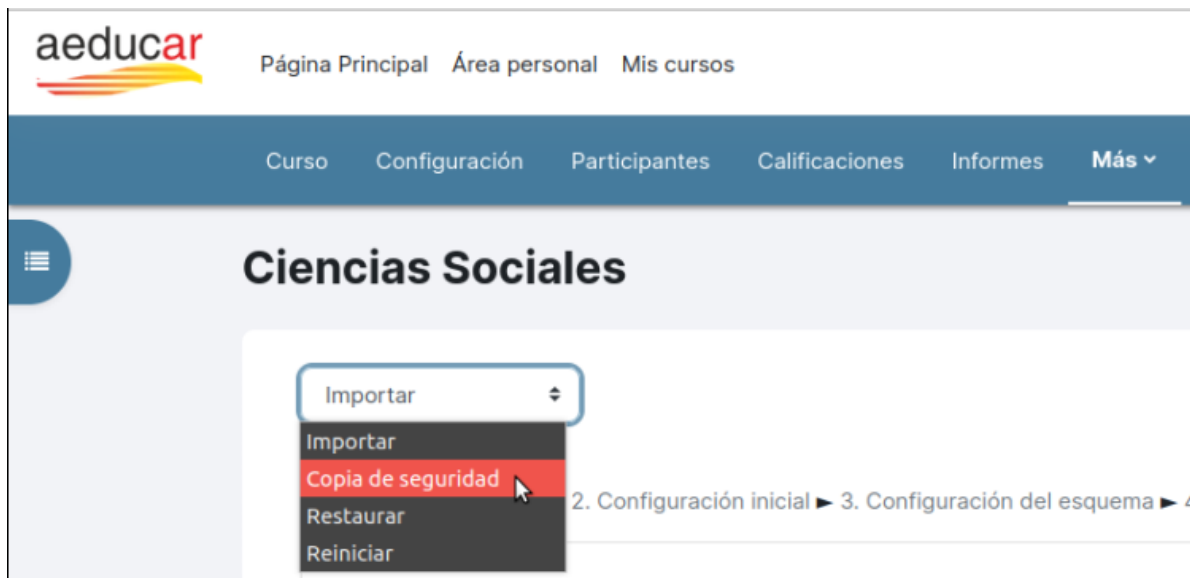 aeducar
Página Principal Área personal Mis cursos
Curso Configuración Participantes Calificaciones Informes Más
Ciencias Sociales
Importar
Importar
Copia de seguridad
2. Configuración inicial ► 3. Configuración del esquema ►
Restaurar
Reiniciar